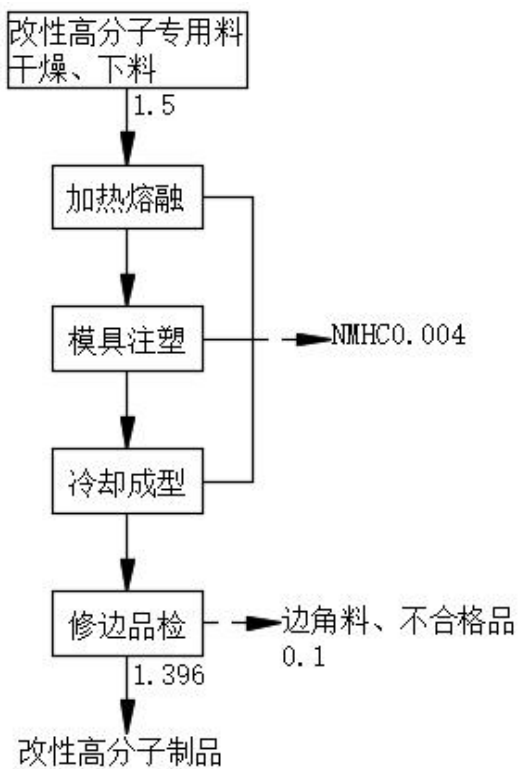 改性高分子专用料
干燥、下料
1.5
加热熔融
模具注塑
NMHC0.004
冷却成型
修边品检
边角料、不合格品
0.1
1.396
改性高分子制品